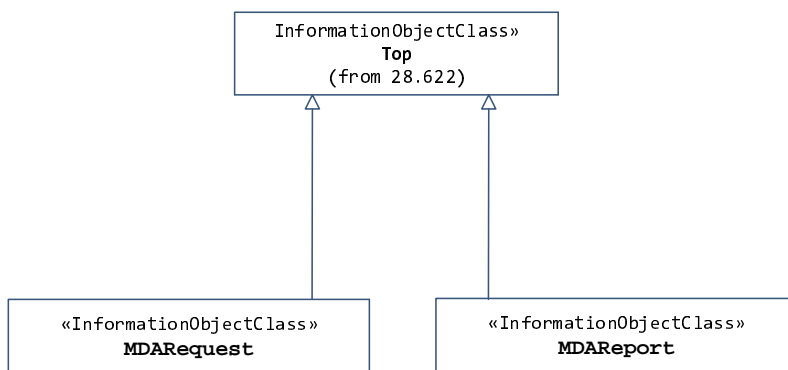 InformationObjectClass»
Top
(from 28.622)
«InformationObjectClass»
MDARequest
«InformationObjectClass»
MDAReport